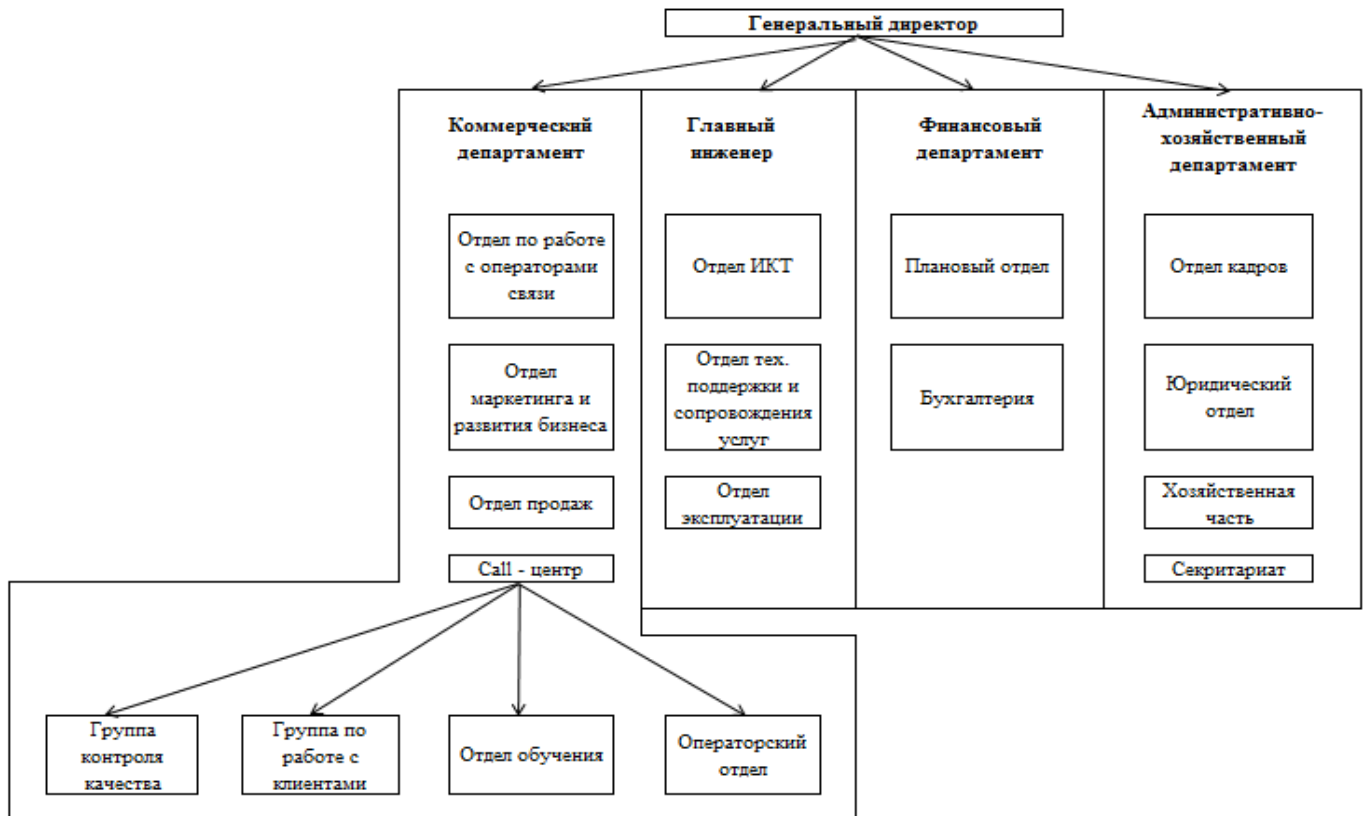 Генеральный директор
Коммерческий
департамент
Главный
инженер
Финансовый
департамент
Административно-
хозяйственный
департамент
Отдел по работе
с операторами
связи
Отдел ИКТ
Плановый отдел
Отдел кадров
Отдел
маркетинга и
развития бизнеса
Отдел тех.
поддержки и
сопровождения
услуг
Бухгалтерия
Юридический
отдел
Отдел продаж
Отдел
эксплуатации
Хозяйственная
часть
Call - центр
Секритариат
Группа
контроля
качества
Группа по
работе с
клиентами
Отдел обучения
Операторский
отдел